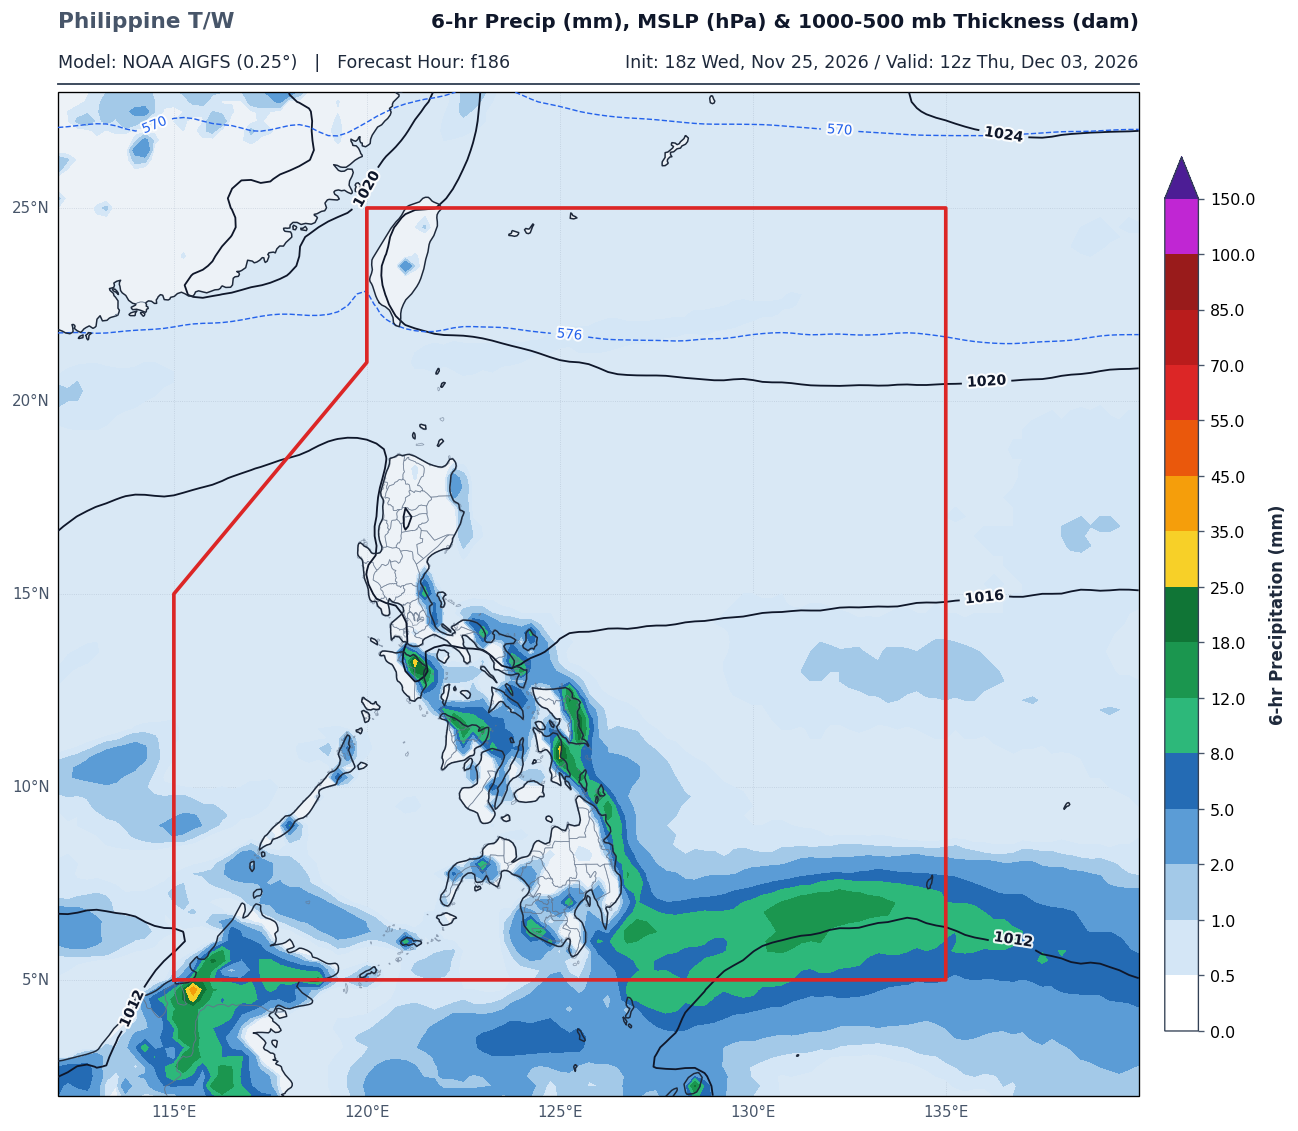 Philippine T/W
6-hr Precip (mm), MSLP (hPa) & 1000-500 mb Thickness (dam)
Model: NOAA AIGFS (0.25°) | Forecast Hour: f186
Init: 18z Wed, Nov 25, 2026 / Valid: 12z Thu, Dec 03, 2026
570
570
1024
1020
576
1020
1016
1012
1012
25°N
20°N
15°N
10°N
5°N
115°E
120°E
125°E
130°E
135°E
150.0
100.0
85.0
70.0
55.0
45.0
35.0
25.0
18.0
12.0
8.0
5.0
2.0
1.0
0.5
0.0
6-hr Precipitation (mm)